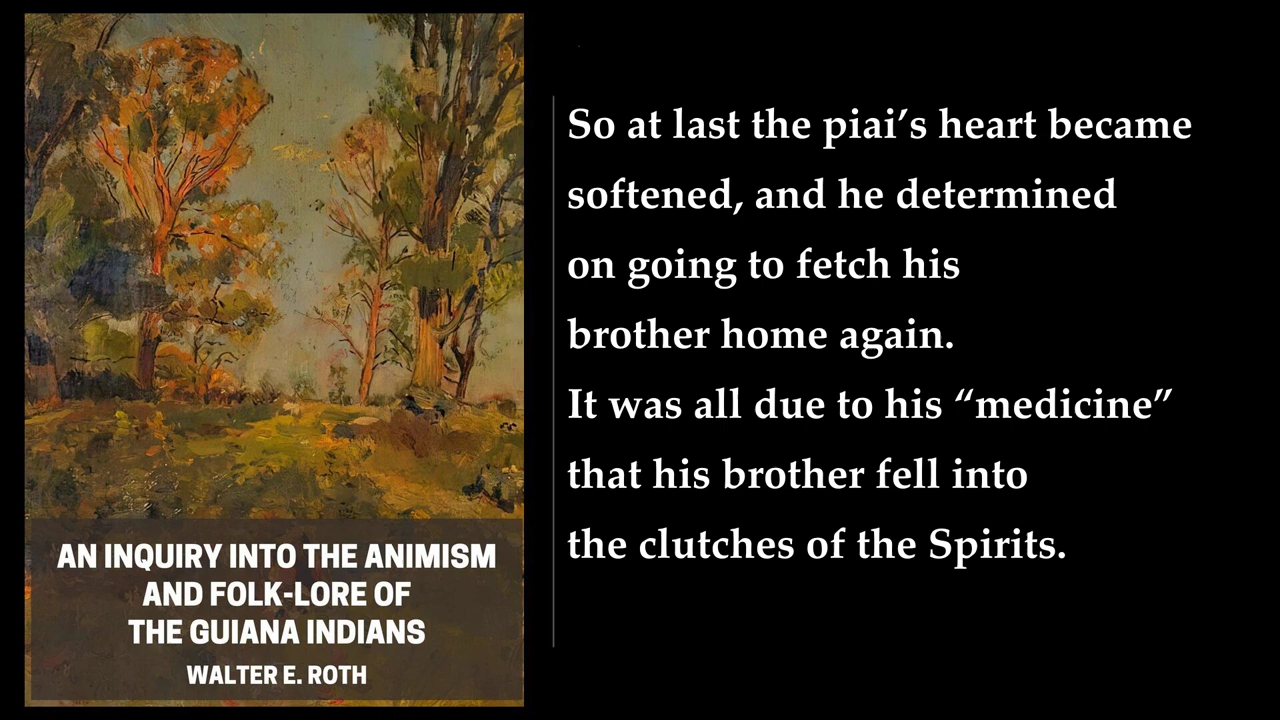 So at last the piai’s heart became
softened, and he determined
on going to fetch his
brother home again.
It was all due to his “medicine”
that his brother fell into
the clutches of the Spirits.
AN INQUIRY INTO THE ANIMISM
AND FOLK-LORE OF
THE GUIANA INDIANS
WALTER E. ROTH